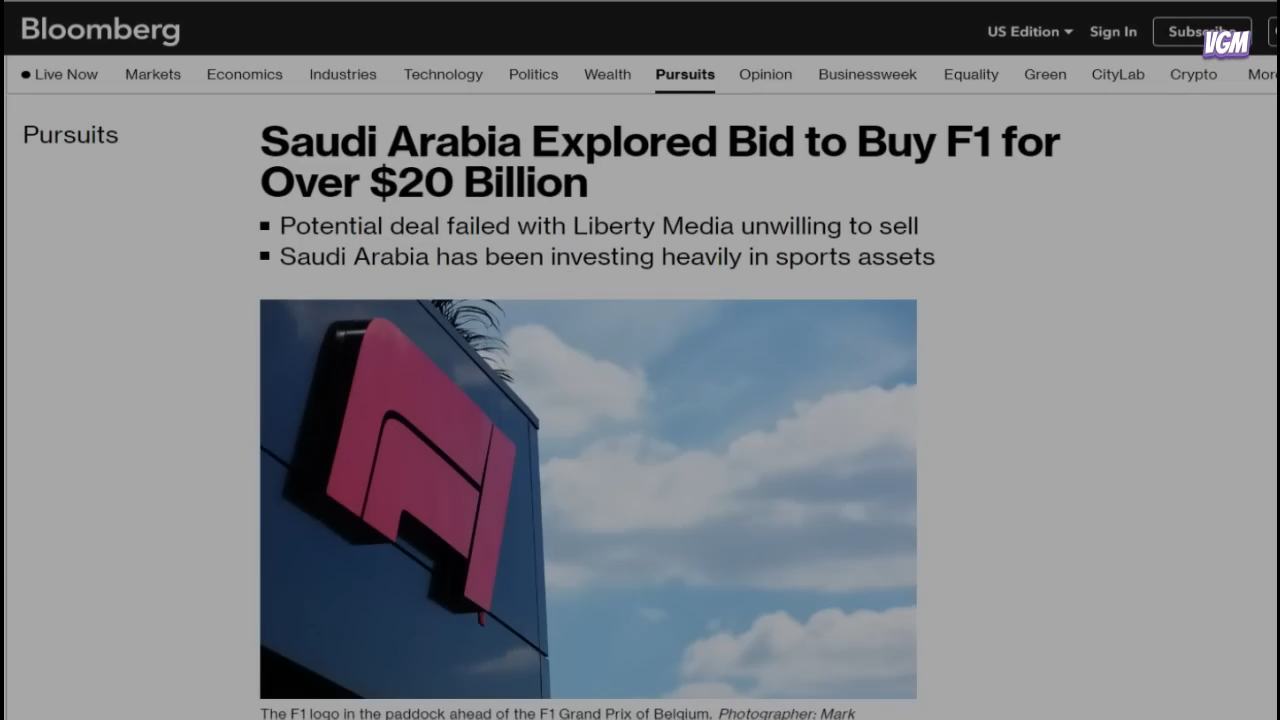 Bloomberg
US Edition Sign In Subscribe
VGM
Live Now Markets Economics Industries Technology Politics Wealth Pursuits Opinion Businessweek Equality Green CityLab Crypto More
Pursuits
Saudi Arabia Explored Bid to Buy F1 for
Over $20 Billion
Potential deal failed with Liberty Media unwilling to sell
Saudi Arabia has been investing heavily in sports assets
The F1 logo in the paddock ahead of the F1 Grand Prix of Belgium. Photographer: Mark